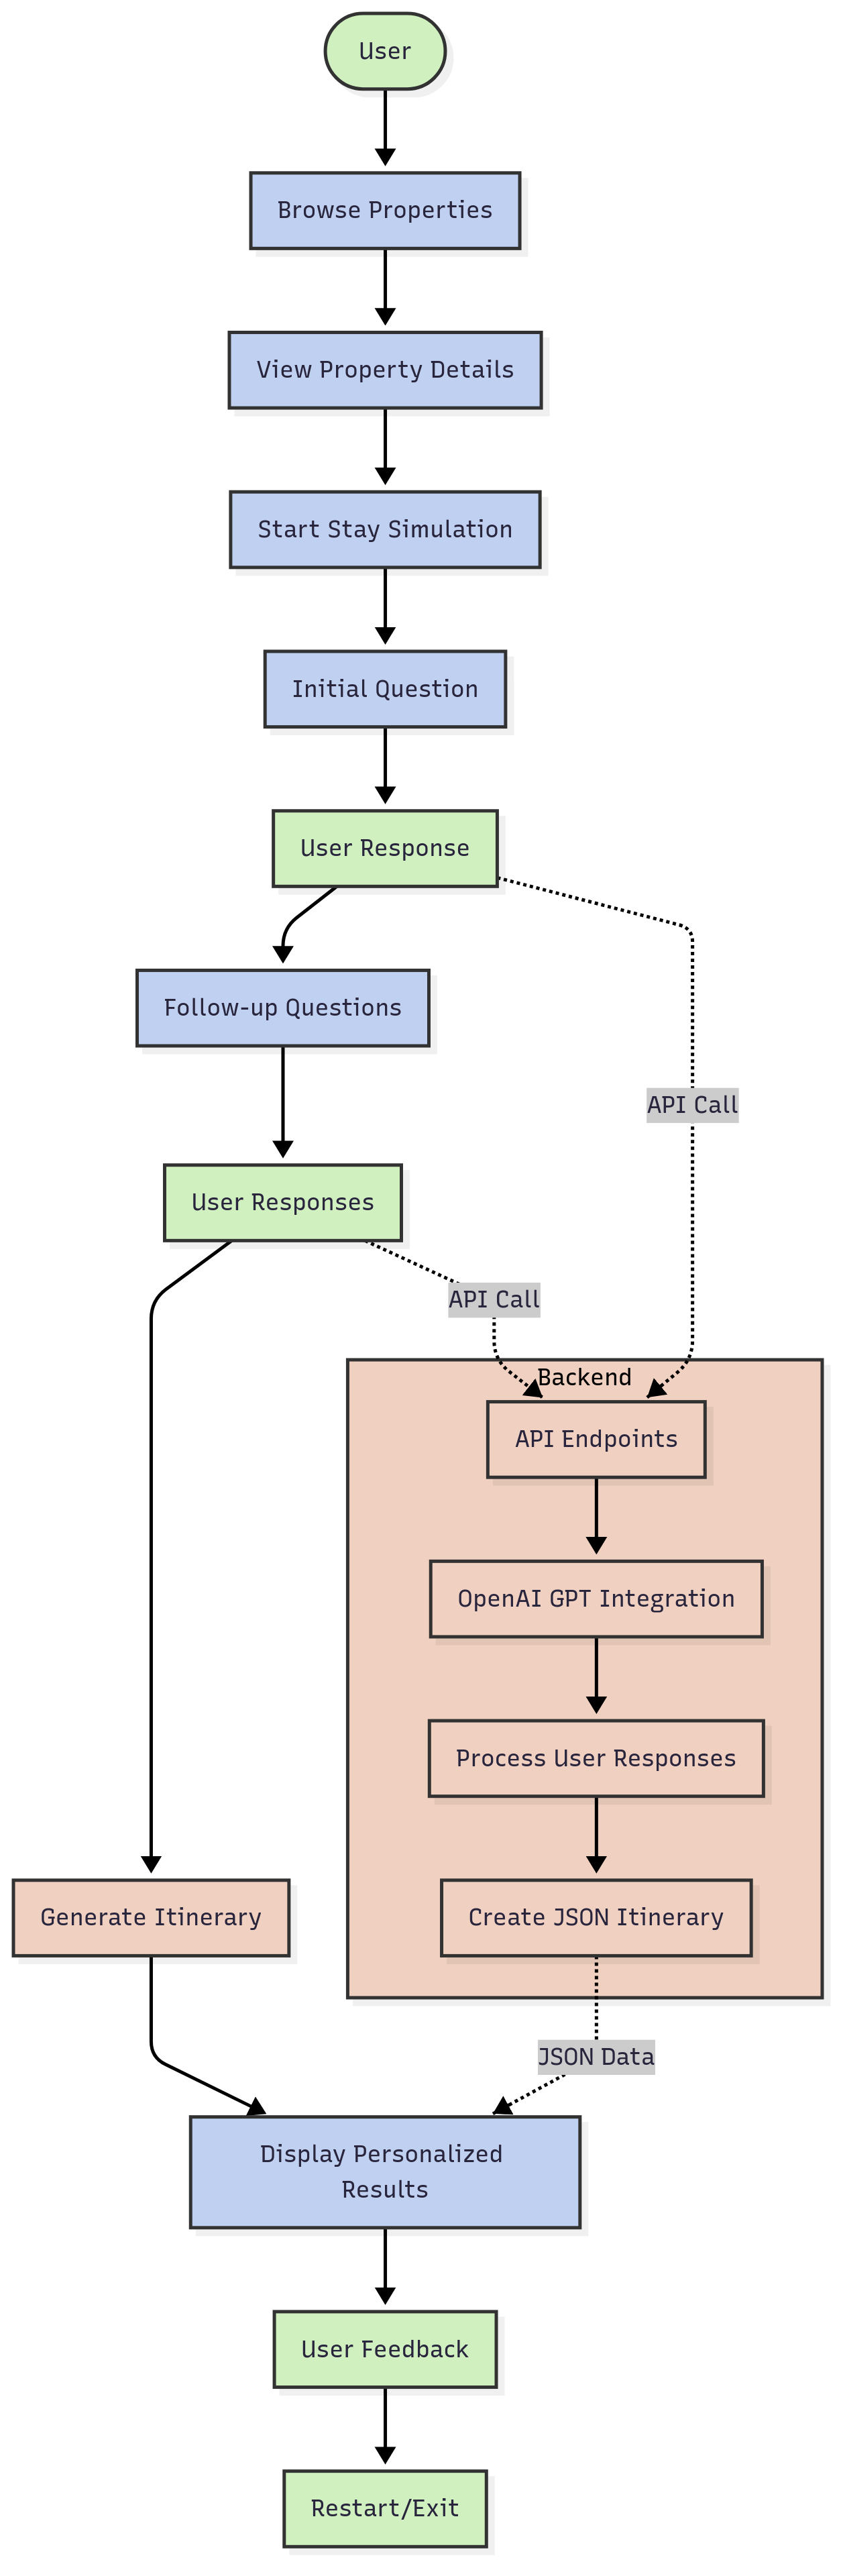 User
Browse Properties
View Property Details
Start Stay Simulation
Initial Question
User Response
Follow-up Questions
API Call
User Responses
API Call
Backend
API Endpoints
OpenAI GPT Integration
Process User Responses
Generate Itinerary
Create JSON Itinerary
JSON Data
Display Personalized
Results
User Feedback
Restart/Exit